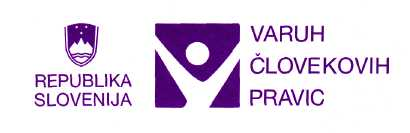 REPUBLIKA
SLOVENIJA
VARUH
ČLOVEKOVIH
PRAVIC